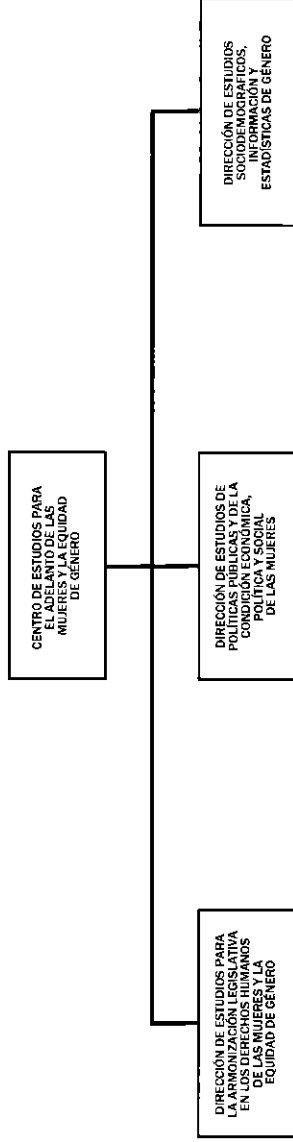 CENTRO DE ESTUDIOS PARA
EL ADELANTO DE LAS
MUJERES Y LA EQUIDAD
DE GÉNERO
DIRECCIÓN DE ESTUDIOS PARA
LA ARMONIZACIÓN LEGISLATIVA
EN LOS DERECHOS HUMANOS
DE LAS MUJERES Y LA
EQUIDAD DE GÉNERO
DIRECCIÓN DE ESTUDIOS DE
POLÍTICAS PÚBLICAS Y DE LA
CONDICIÓN ECONÓMICA,
POLÍTICA Y SOCIAL
DE LAS MUJERES
DIRECCIÓN DE ESTUDIOS
SOCIODEMOGRÁFICOS,
INFORMACIÓN Y
ESTADÍSTICAS DE GÉNERO